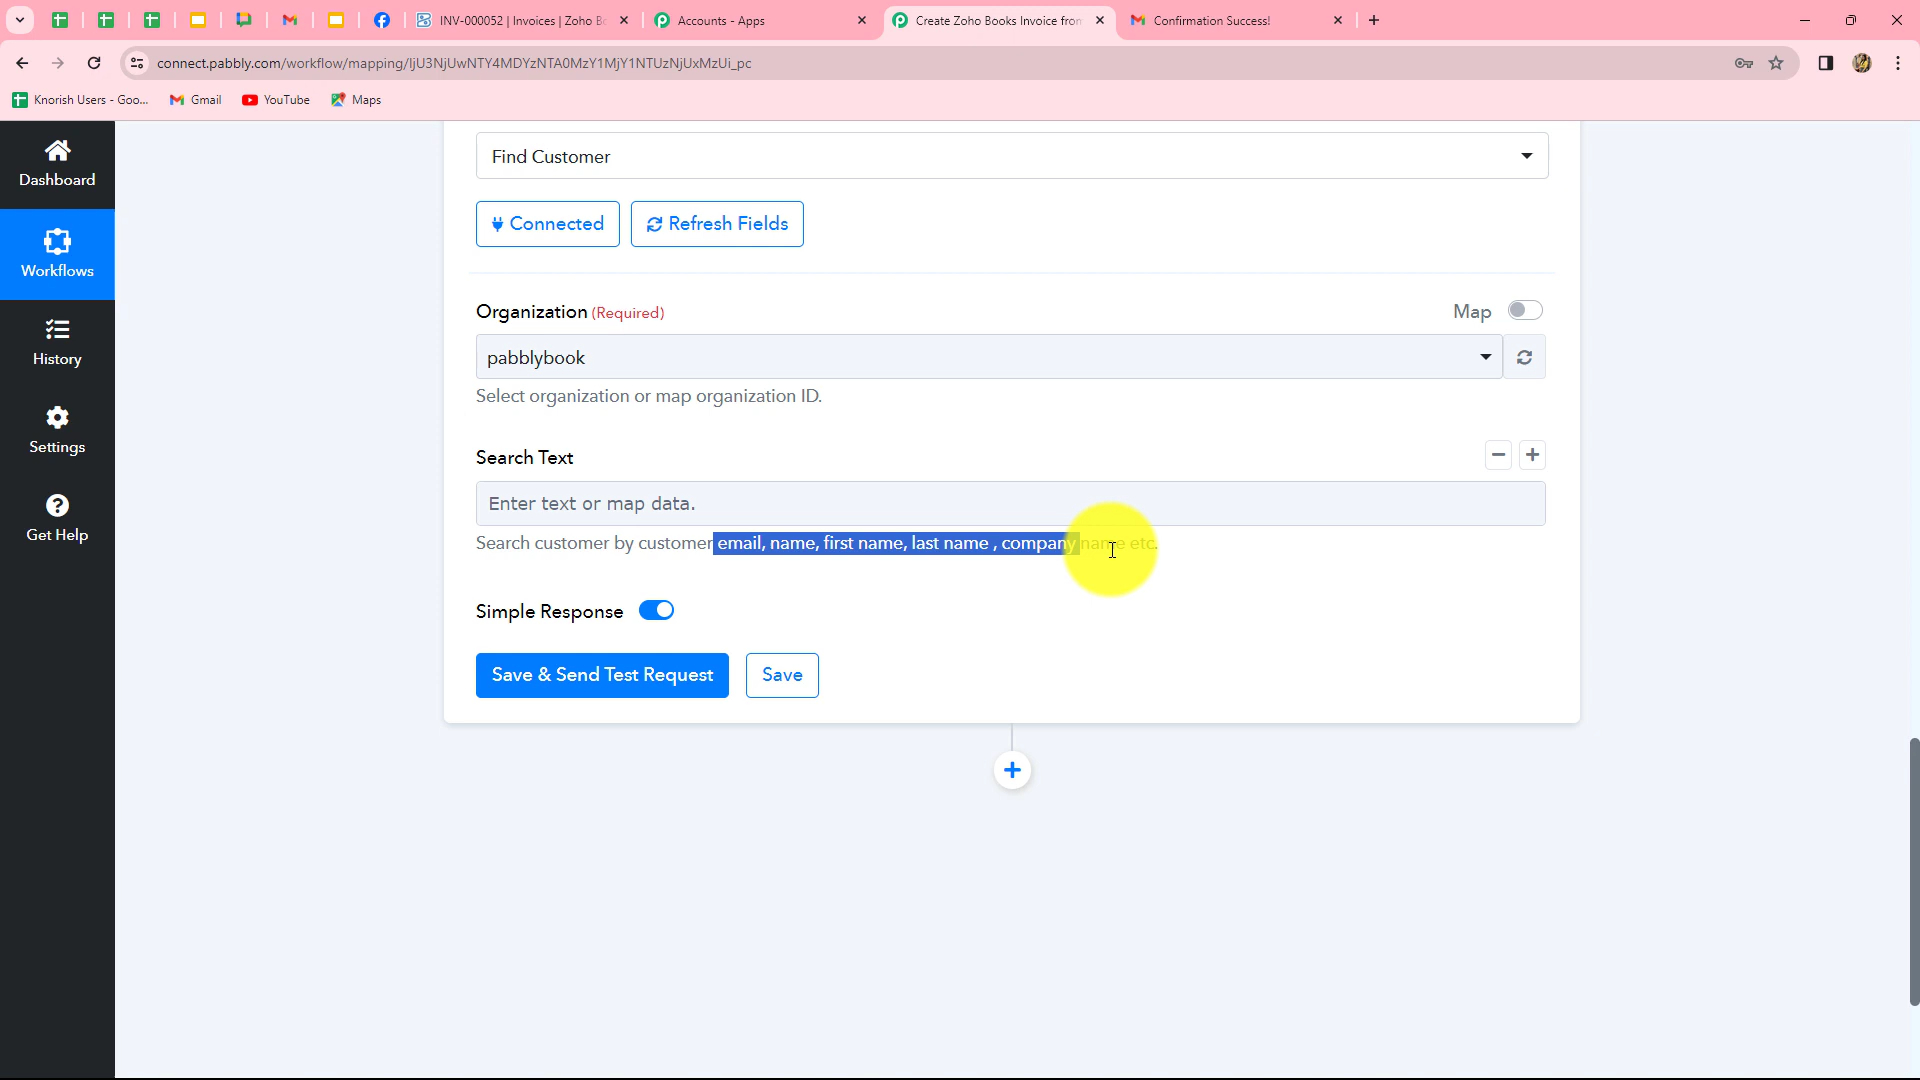 INV-000052 | Invoices | Zoho Bo
Accounts - Apps
Create Zoho Books Invoice from
Confirmation Success!
connect.pabbly.com/workflow/mapping/IjU3NjUwNTY4MDYzNTA0MzY1MjY1NTUzNjUxMzUi_pc
Knorish Users - Goo...
Gmail
YouTube
Maps
Dashboard
Workflows
History
Settings
Get Help
Find Customer
Connected
Refresh Fields
Organization (Required)
Map
pabblybook
Select organization or map organization ID.
Search Text
Enter text or map data.
Search customer by customer email, name, first name, last name , company name etc.
Simple Response
Save & Send Test Request
Save